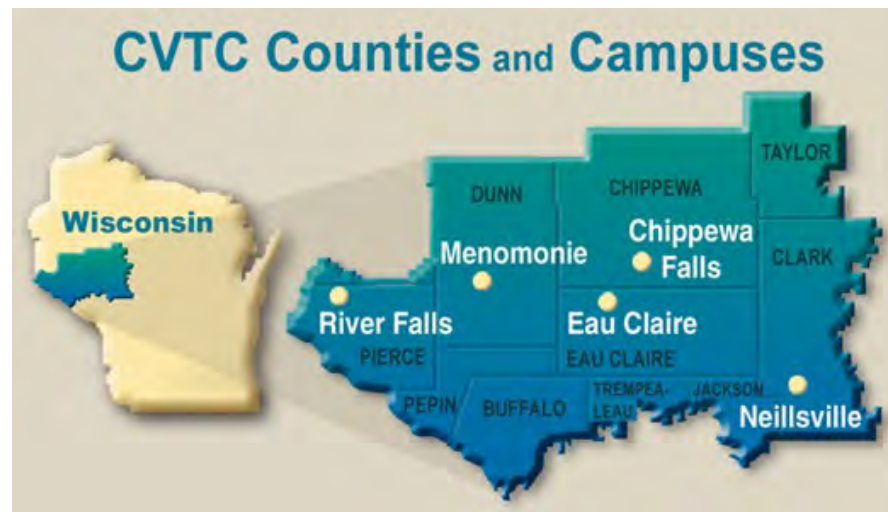 CVTC Counties and Campuses
Wisconsin
TAYLOR
DUNN
CHIPPEWA
Menomonie
Chippewa
Falls
CLARK
River Falls
Eau Claire
PIERCE
EAU CLAIRE
PEPIN
BUFFALO
TREMPEA-
LEAU
JACKSON
Neillsville